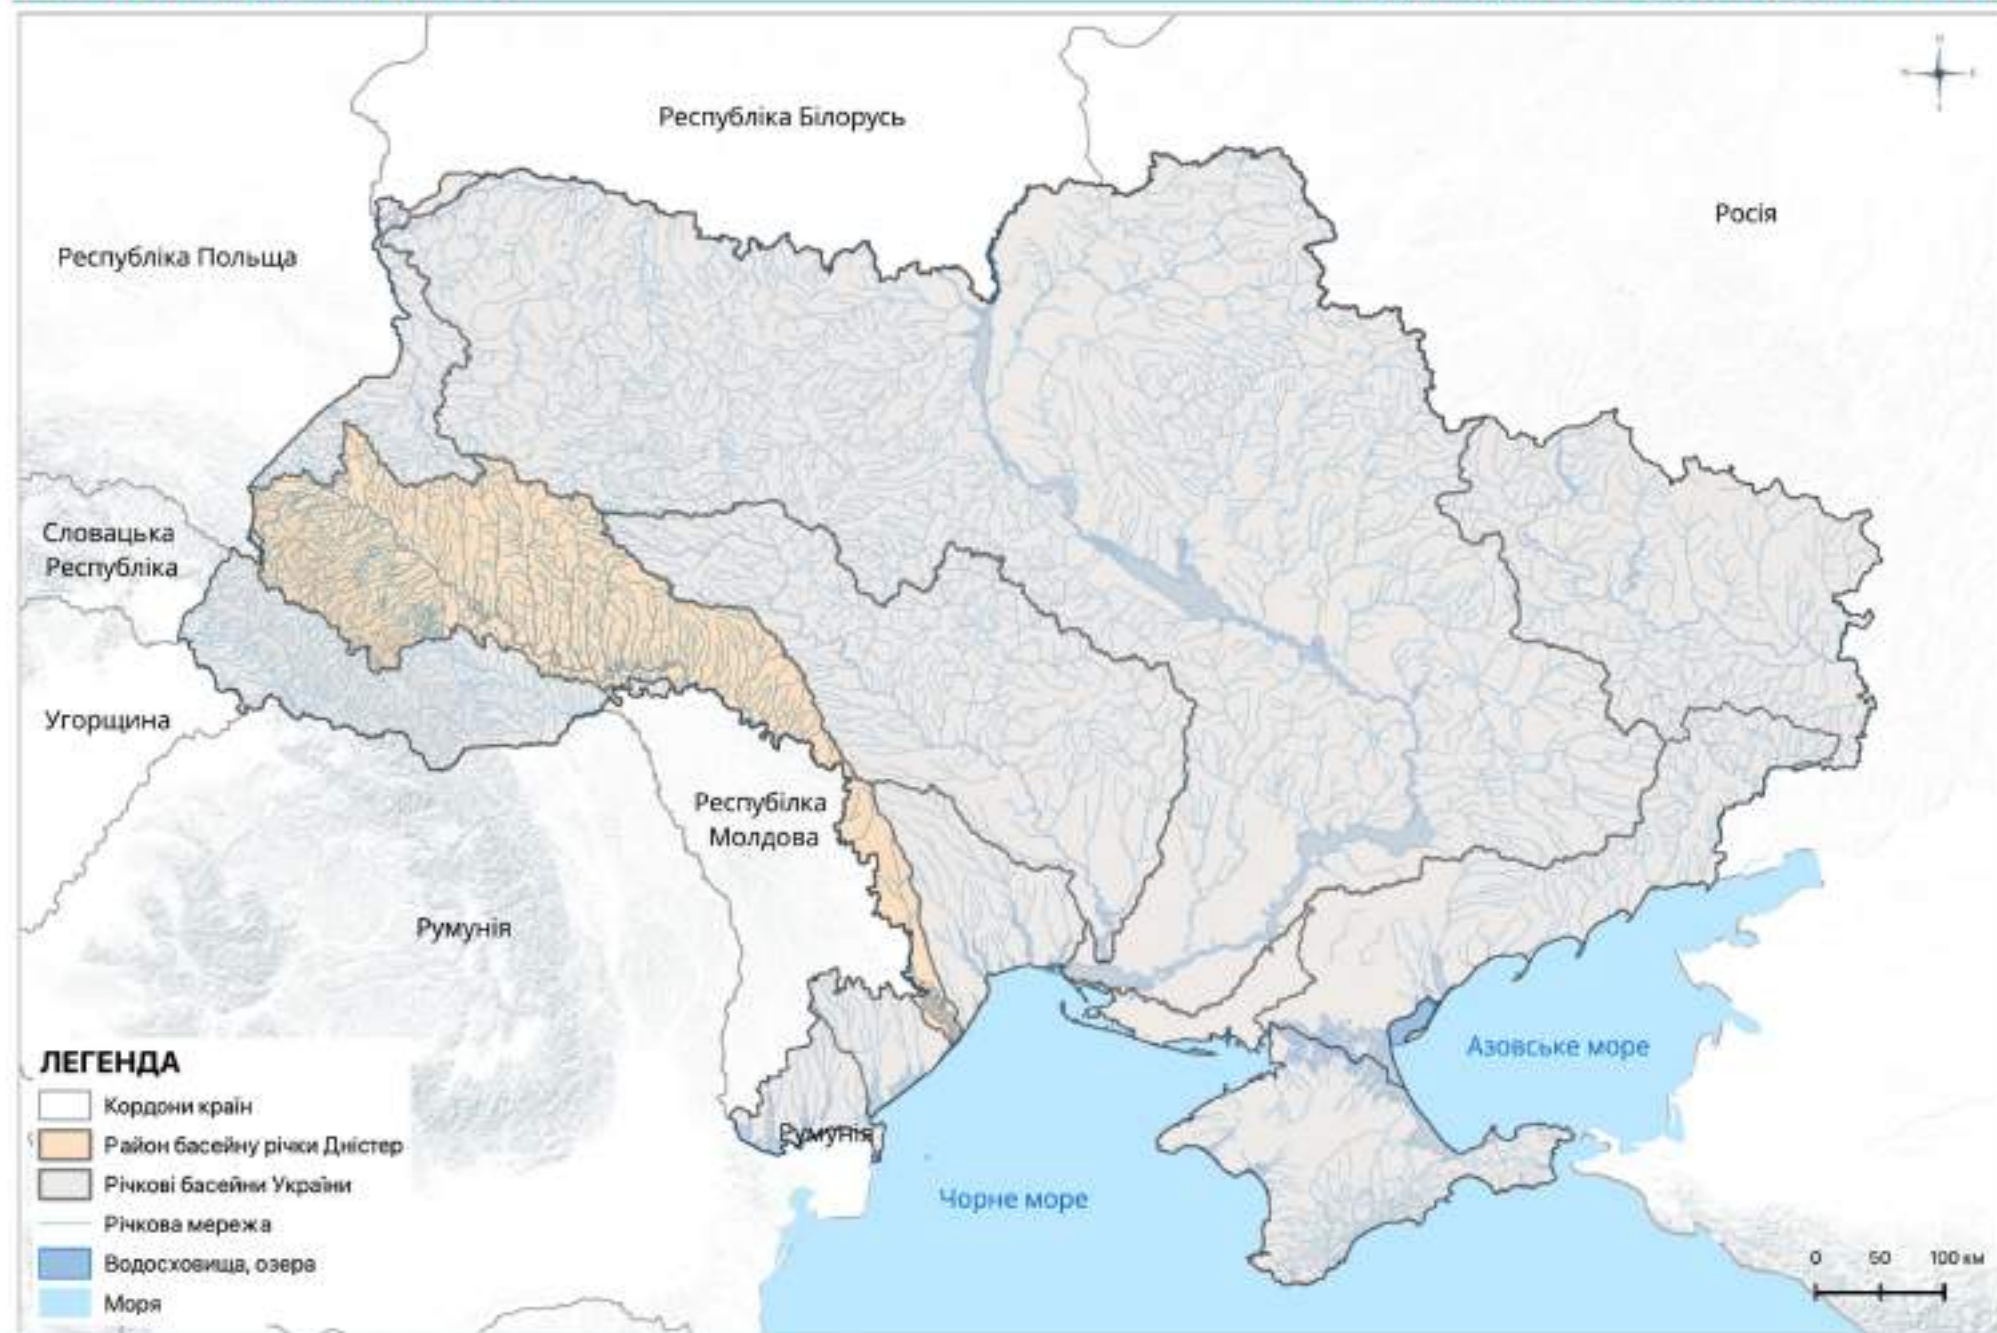 Республіка Білорусь
Росія
Республіка Польща
Словацька
Республіка
Угорщина
Респубілка
Молдова
Румунія
Азовське море
Румунія
Чорне море
ЛЕГЕНДА
Кордони країн
Район басейну річки Дністер
Річкові басейни України
Річкова мережа
Водосховища, озера
Моря
0 50 100 км